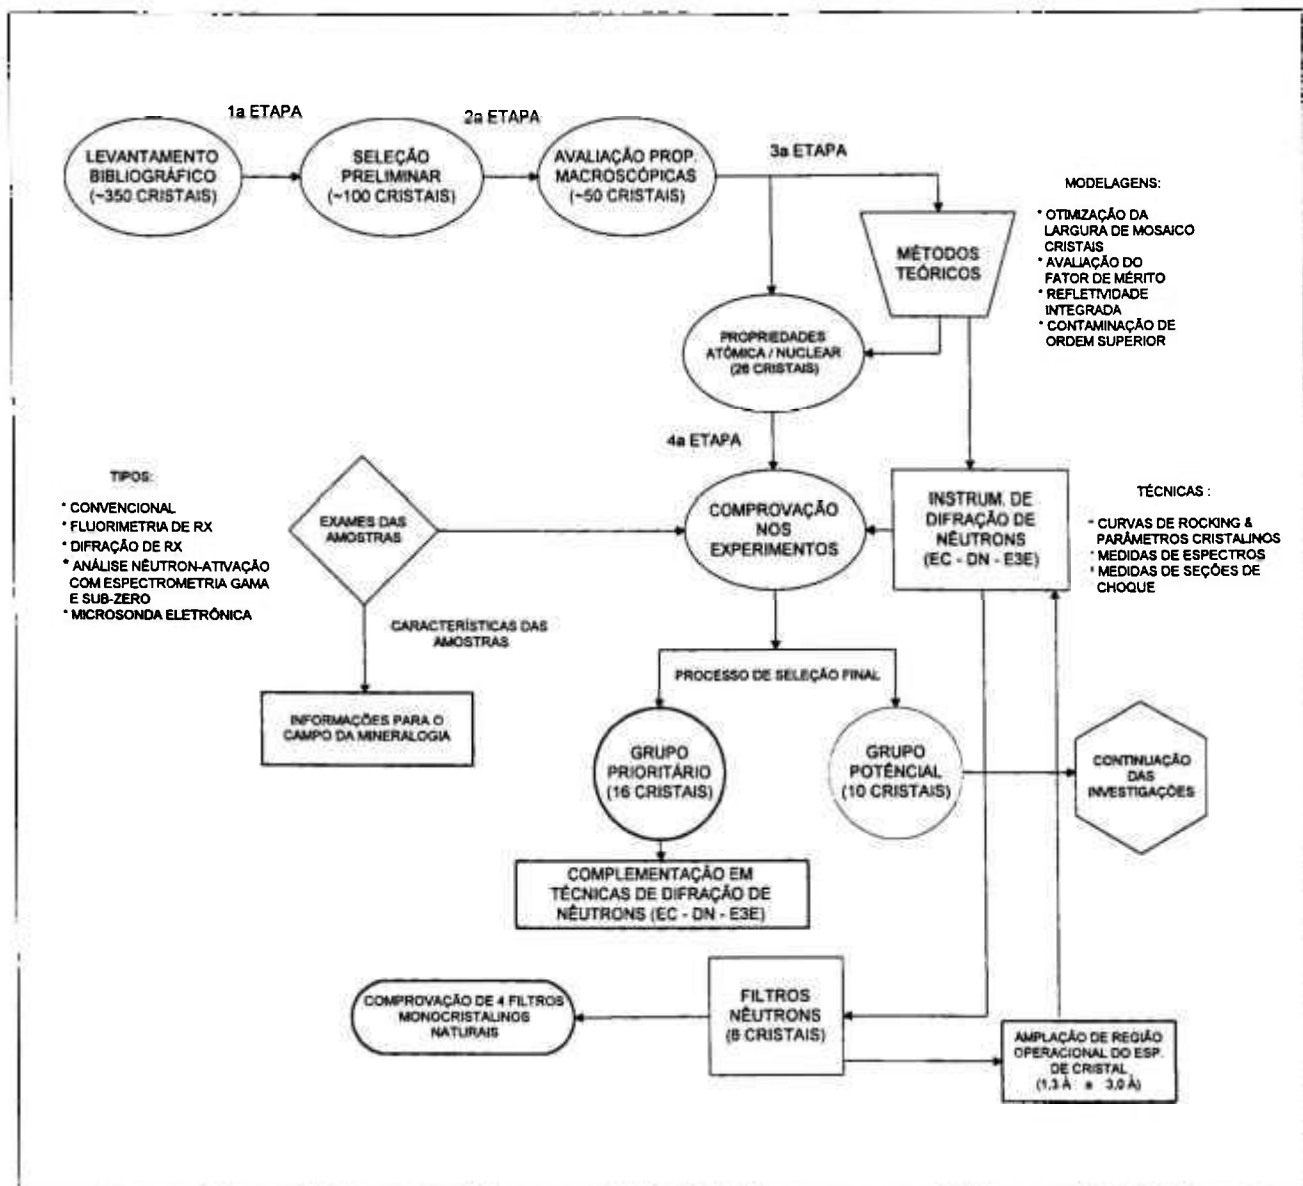 1a ETAPA
2a ETAPA
3a ETAPA
LEVANTAMENTO
BIBLIOGRÁFICO
(~350 CRISTAIS)
SELEÇÃO
PRELIMINAR
(~100 CRISTAIS)
AVALIAÇÃO PROP.
MACROSCÓPICAS
(~50 CRISTAIS)
MÉTODOS
TEÓRICOS
MODELAGENS:
* OTIMIZAÇÃO DA
LARGURA DE MOSAICO
CRISTAIS
* AVALIAÇÃO DO
FATOR DE MÉRITO
* REFLETIVIDADE
INTEGRADA
* CONTAMINAÇÃO DE
ORDEM SUPERIOR
PROPRIEDADES
ATÔMICA / NUCLEAR
(26 CRISTAIS)
4a ETAPA
TIPOS:
* CONVENCIONAL
* FLUORIMETRIA DE RX
* DIFRAÇÃO DE RX
* ANÁLISE NÊUTRON-ATIVAÇÃO
COM ESPECTROMETRIA GAMA
E SUB-ZERO
* MICROSONDA ELETRÔNICA
EXAMES DAS
AMOSTRAS
COMPROVAÇÃO
NOS
EXPERIMENTOS
INSTRUM. DE
DIFRAÇÃO DE
NÊUTRONS
(EC - DN - E3E)
TÉCNICAS :
* CURVAS DE ROCKING &
PARÂMETROS CRISTALINOS
* MEDIDAS DE ESPECTROS
* MEDIDAS DE SEÇÕES DE
CHOQUE
CARACTERÍSTICAS DAS
AMOSTRAS
INFORMAÇÕES PARA O
CAMPO DA MINERALOGIA
PROCESSO DE SELEÇÃO FINAL
GRUPO
PRIORITÁRIO
(16 CRISTAIS)
GRUPO
POTÊNCIAL
(10 CRISTAIS)
CONTINUAÇÃO
DAS
INVESTIGAÇÕES
COMPLEMENTAÇÃO EM
TÉCNICAS DE DIFRAÇÃO DE
NÊUTRONS (EC - DN - E3E)
COMPROVAÇÃO DE 4 FILTROS
MONOCRISTALINOS
NATURAIS
FILTROS
NÊUTRONS
(6 CRISTAIS)
AMPLAÇÃO DE REGIÃO
OPERACIONAL DO ESP.
DE CRISTAL
(1,3 Å a 3,0 Å)